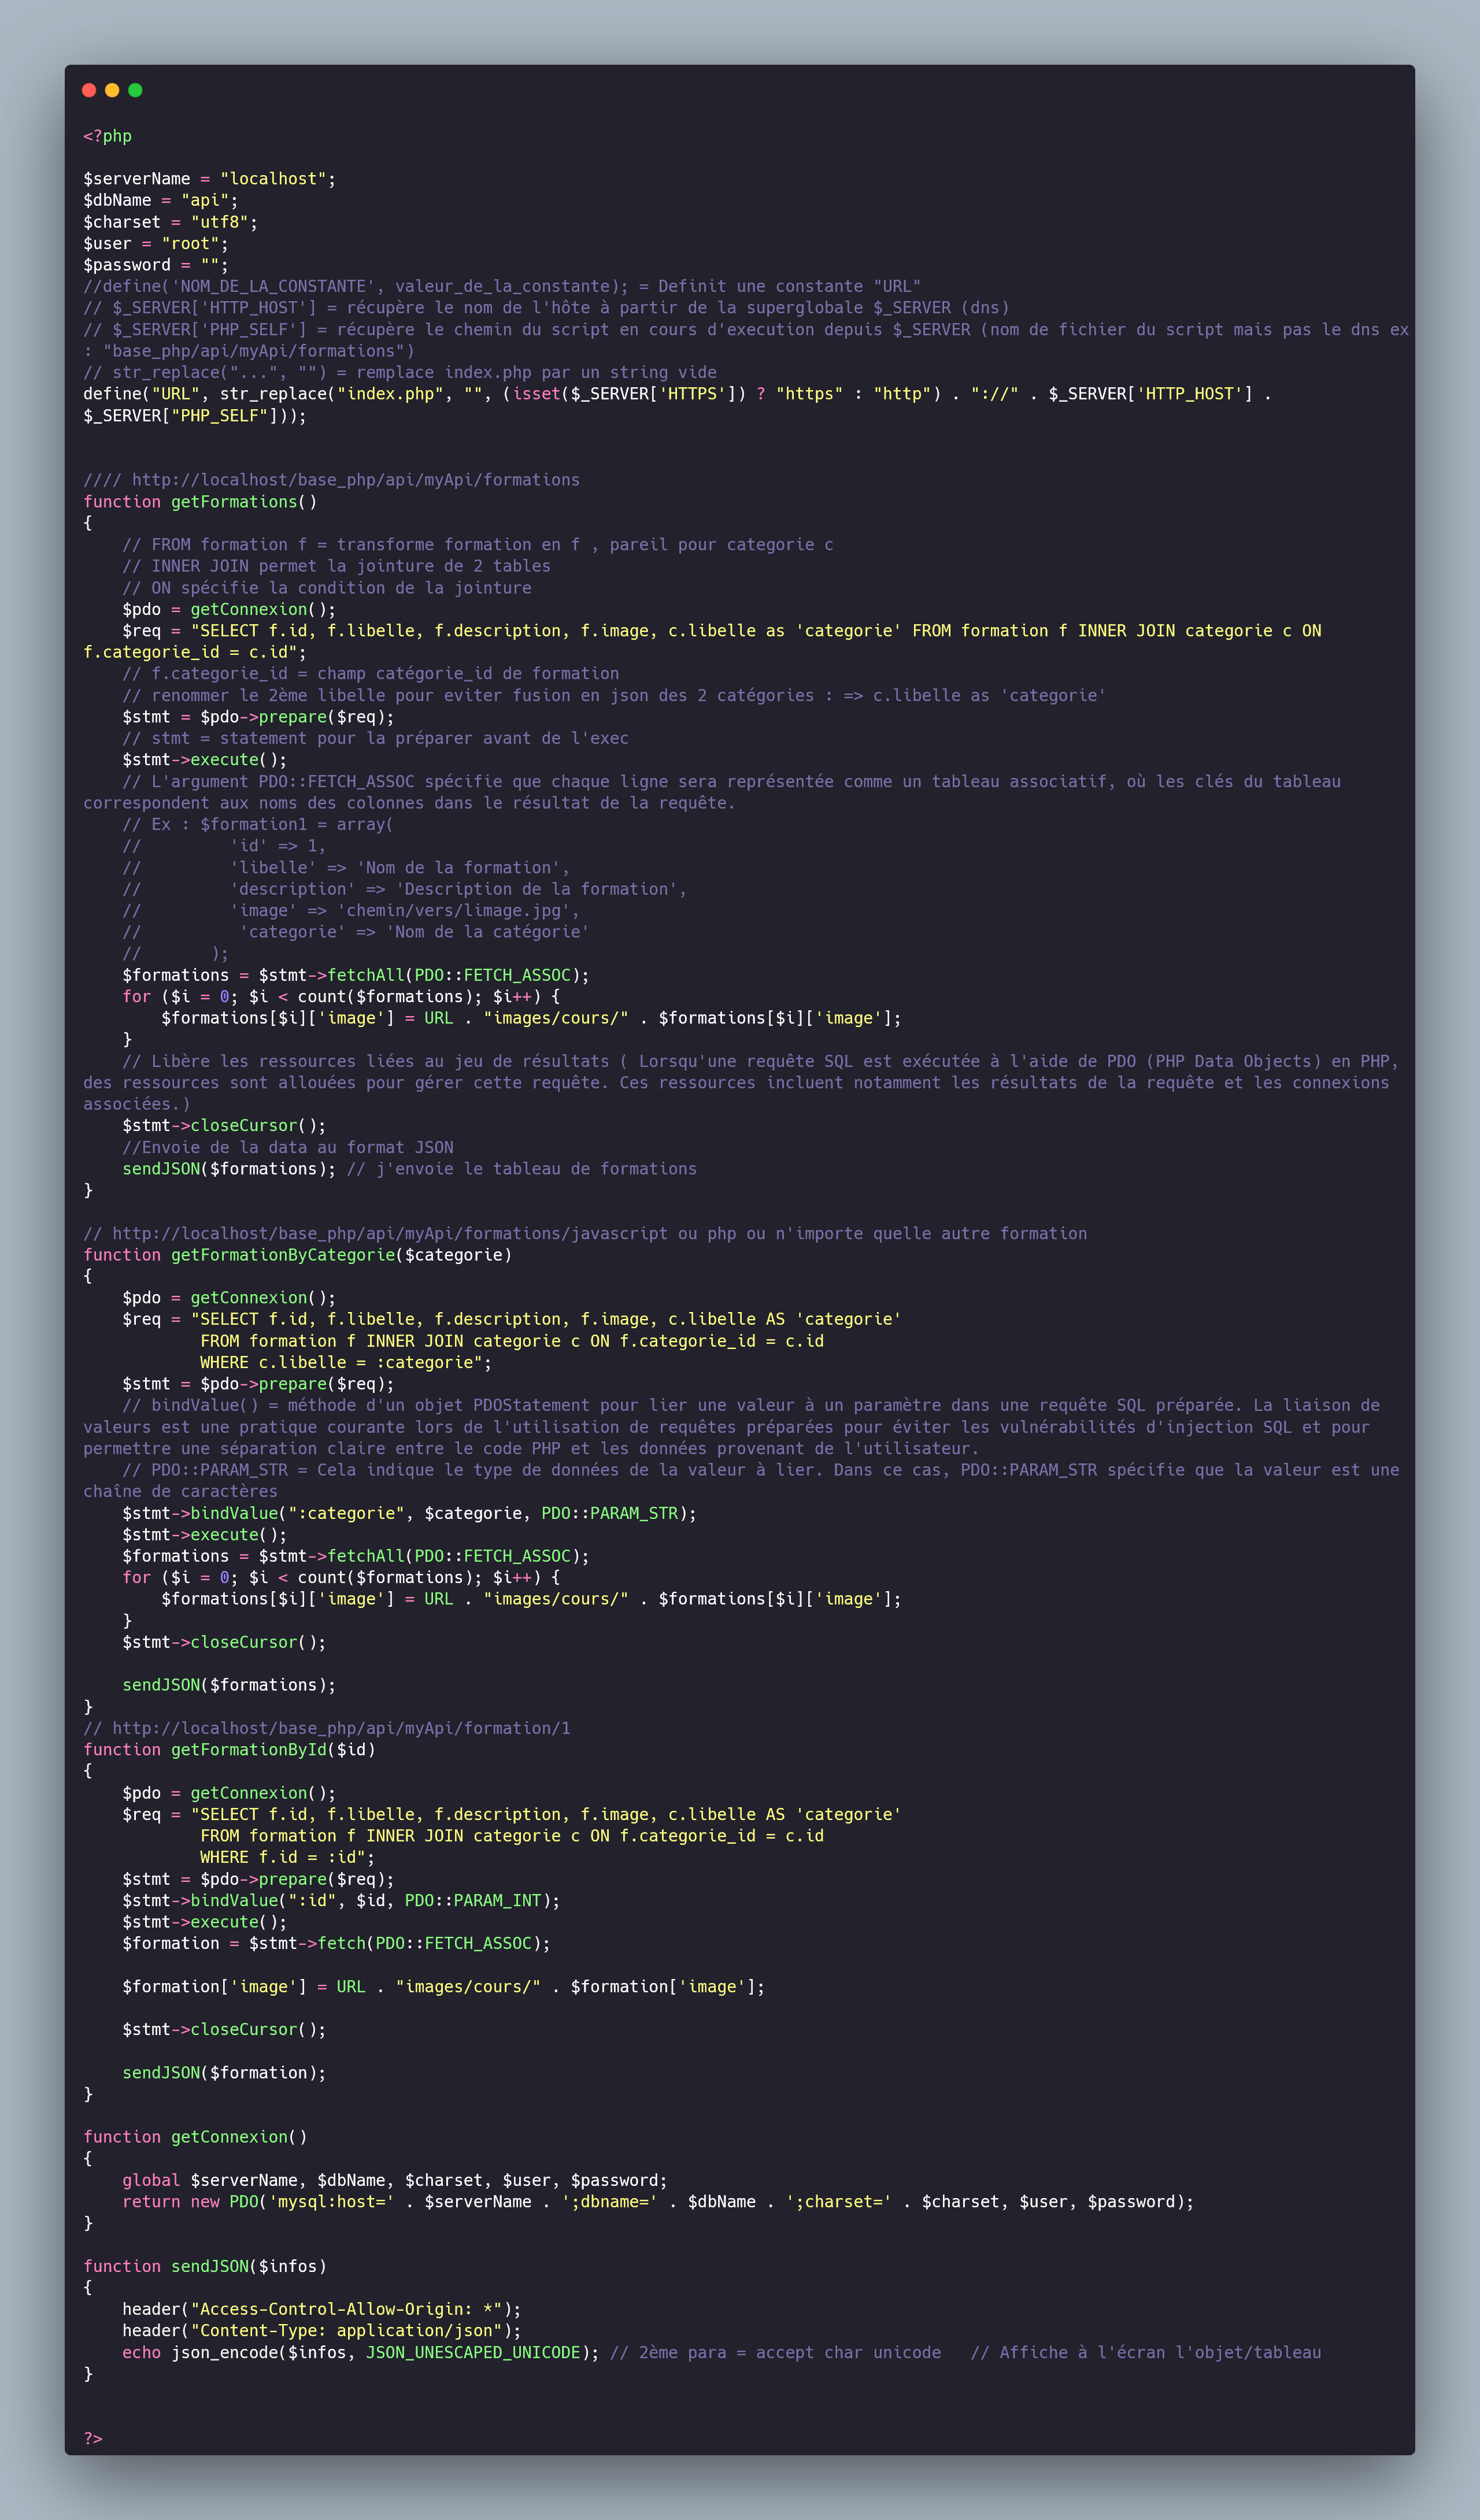 <?php

$serverName = "localhost";
$dbName = "api";
$charset = "utf8";
$user = "root";
$password = "";
//define('NOM_DE_LA_CONSTANTE', valeur_de_la_constante); = Definit une constante "URL"
// $_SERVER['HTTP_HOST'] = récupère le nom de l'hôte à partir de la superglobale $_SERVER (dns)
// $_SERVER['PHP_SELF'] = récupère le chemin du script en cours d'execution depuis $_SERVER (nom de fichier du script mais pas le dns ex
: "base_php/api/myApi/formations")
// str_replace("...", "") = remplace index.php par un string vide
define("URL", str_replace("index.php", "", (isset($_SERVER['HTTPS']) ? "https" : "http") . "://" . $_SERVER['HTTP_HOST'] .
$_SERVER["PHP_SELF"]));


//// http://localhost/base_php/api/myApi/formations
function getFormations()
{
    // FROM formation f = transforme formation en f , pareil pour categorie c
    // INNER JOIN permet la jointure de 2 tables
    // ON spécifie la condition de la jointure
    $pdo = getConnexion();
    $req = "SELECT f.id, f.libelle, f.description, f.image, c.libelle as 'categorie' FROM formation f INNER JOIN categorie c ON
f.categorie_id = c.id";
    // f.categorie_id = champ catégorie_id de formation
    // renommer le 2ème libelle pour eviter fusion en json des 2 catégories : => c.libelle as 'categorie'
    $stmt = $pdo->prepare($req);
    // stmt = statement pour la préparer avant de l'exec
    $stmt->execute();
    // L'argument PDO::FETCH_ASSOC spécifie que chaque ligne sera représentée comme un tableau associatif, où les clés du tableau
correspondent aux noms des colonnes dans le résultat de la requête.
    // Ex : $formation1 = array(
    //         'id' => 1,
    //         'libelle' => 'Nom de la formation',
    //         'description' => 'Description de la formation',
    //         'image' => 'chemin/vers/limage.jpg',
    //          'categorie' => 'Nom de la catégorie'
    //       );
    $formations = $stmt->fetchAll(PDO::FETCH_ASSOC);
    for ($i = 0; $i < count($formations); $i++) {
        $formations[$i]['image'] = URL . "images/cours/" . $formations[$i]['image'];
    }
    // Libère les ressources liées au jeu de résultats ( Lorsqu'une requête SQL est exécutée à l'aide de PDO (PHP Data Objects) en PHP,
des ressources sont allouées pour gérer cette requête. Ces ressources incluent notamment les résultats de la requête et les connexions
associées.)
    $stmt->closeCursor();
    //Envoie de la data au format JSON
    sendJSON($formations); // j'envoie le tableau de formations
}

// http://localhost/base_php/api/myApi/formations/javascript ou php ou n'importe quelle autre formation
function getFormationByCategorie($categorie)
{
    $pdo = getConnexion();
    $req = "SELECT f.id, f.libelle, f.description, f.image, c.libelle AS 'categorie'
            FROM formation f INNER JOIN categorie c ON f.categorie_id = c.id
            WHERE c.libelle = :categorie";
    $stmt = $pdo->prepare($req);
    // bindValue() = méthode d'un objet PDOStatement pour lier une valeur à un paramètre dans une requête SQL préparée. La liaison de
valeurs est une pratique courante lors de l'utilisation de requêtes préparées pour éviter les vulnérabilités d'injection SQL et pour
permettre une séparation claire entre le code PHP et les données provenant de l'utilisateur.
    // PDO::PARAM_STR = Cela indique le type de données de la valeur à lier. Dans ce cas, PDO::PARAM_STR spécifie que la valeur est une
chaîne de caractères
    $stmt->bindValue(":categorie", $categorie, PDO::PARAM_STR);
    $stmt->execute();
    $formations = $stmt->fetchAll(PDO::FETCH_ASSOC);
    for ($i = 0; $i < count($formations); $i++) {
        $formations[$i]['image'] = URL . "images/cours/" . $formations[$i]['image'];
    }
    $stmt->closeCursor();

    sendJSON($formations);
}
// http://localhost/base_php/api/myApi/formation/1
function getFormationById($id)
{
    $pdo = getConnexion();
    $req = "SELECT f.id, f.libelle, f.description, f.image, c.libelle AS 'categorie'
            FROM formation f INNER JOIN categorie c ON f.categorie_id = c.id
            WHERE f.id = :id";
    $stmt = $pdo->prepare($req);
    $stmt->bindValue(":id", $id, PDO::PARAM_INT);
    $stmt->execute();
    $formation = $stmt->fetch(PDO::FETCH_ASSOC);

    $formation['image'] = URL . "images/cours/" . $formation['image'];

    $stmt->closeCursor();

    sendJSON($formation);
}

function getConnexion()
{
    global $serverName, $dbName, $charset, $user, $password;
    return new PDO('mysql:host=' . $serverName . ';dbname=' . $dbName . ';charset=' . $charset, $user, $password);
}

function sendJSON($infos)
{
    header("Access-Control-Allow-Origin: *");
    header("Content-Type: application/json");
    echo json_encode($infos, JSON_UNESCAPED_UNICODE); // 2ème para = accept char unicode   // Affiche à l'écran l'objet/tableau
}


?>